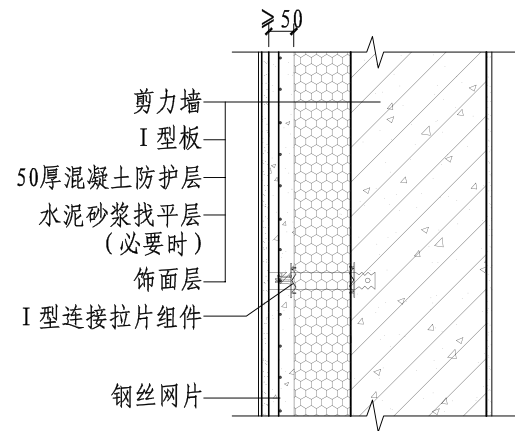 ≥50
剪力墙
I型板
50厚混凝土防护层
水泥砂浆找平层
(必要时)
饰面层
I型连接拉片组件
钢丝网片